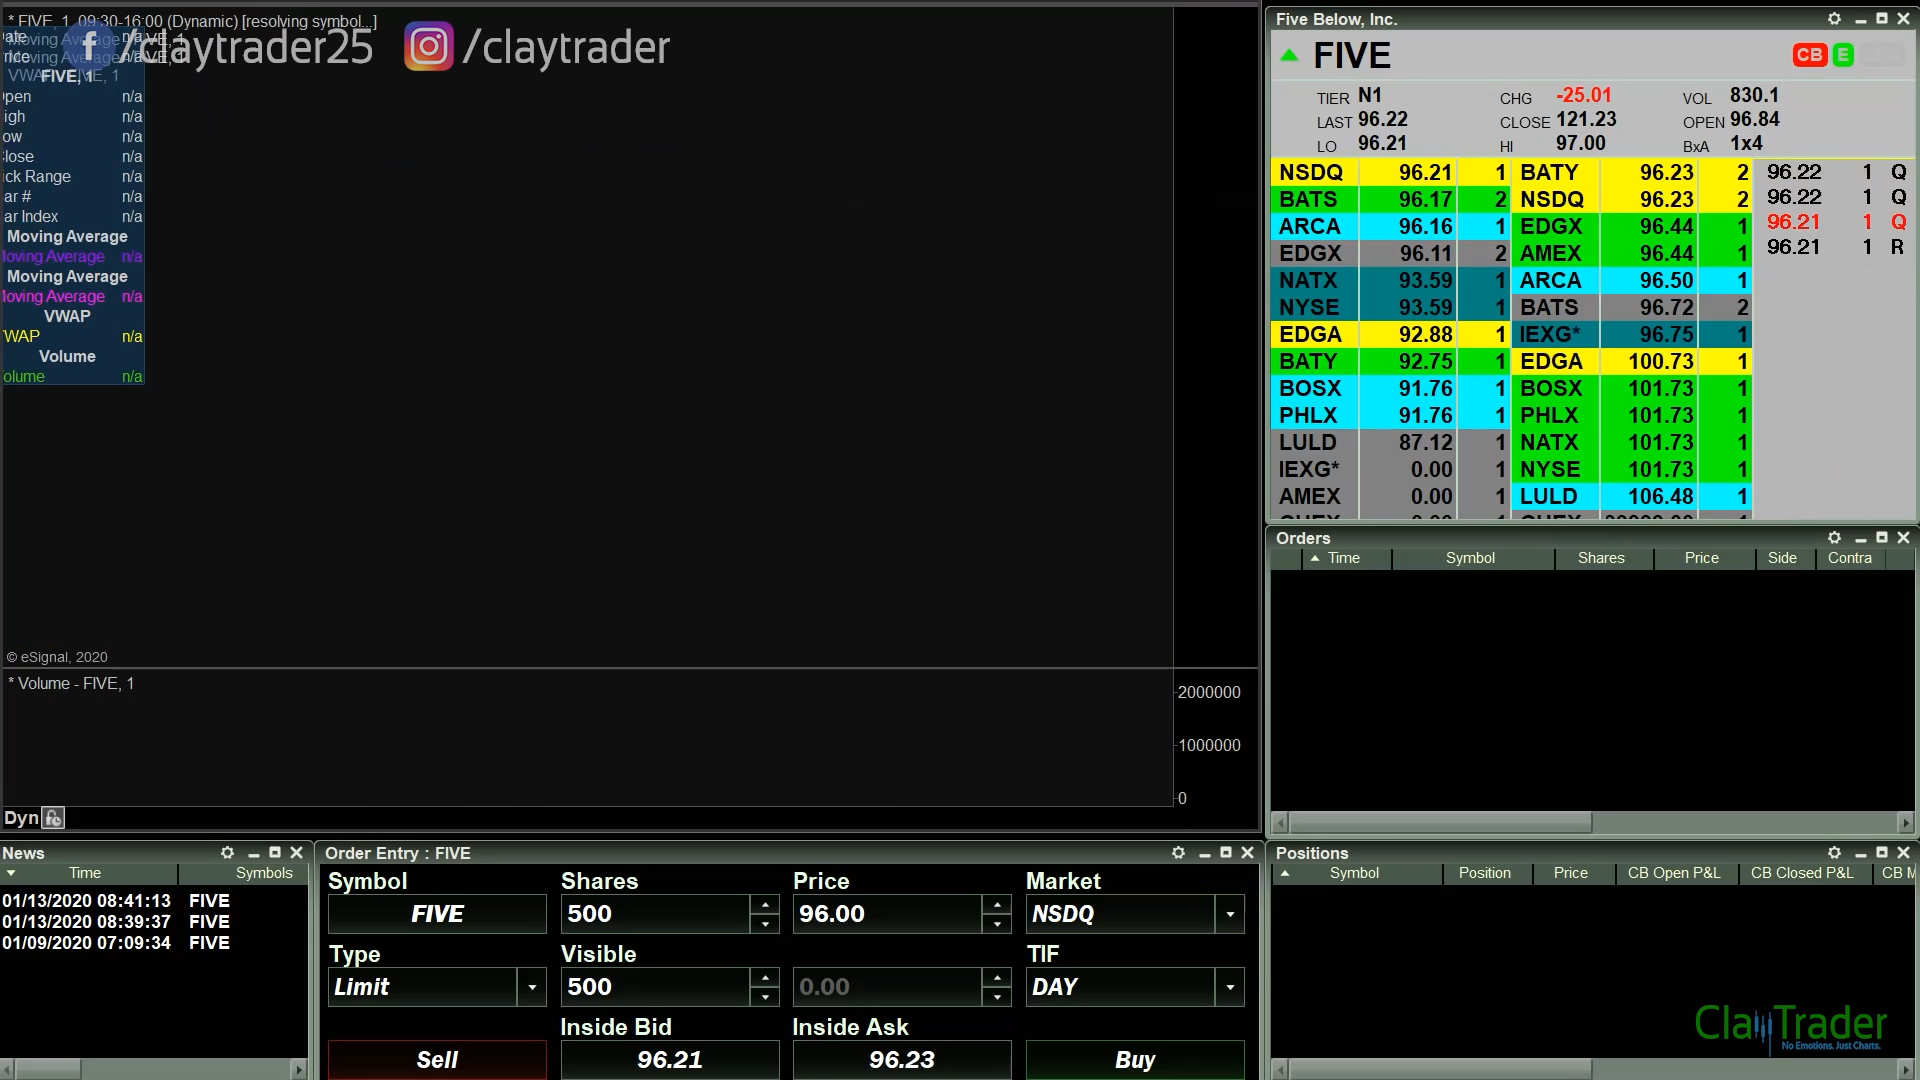 * FIVE, 1, 09:30-16:00 (Dynamic) [resolving symbol...]
/claytrader25
/claytrader
FIVE, 1
n/a
n/a
Open n/a
High n/a
Low n/a
Close n/a
Tick Range n/a
Bar # n/a
Bar Index n/a
Moving Average
Moving Average n/a
Moving Average
Moving Average n/a
VWAP
VWAP n/a
Volume
Volume n/a
© eSignal, 2020
* Volume - FIVE, 1
2000000
1000000
0
Dyn
Five Below, Inc.
FIVE
CB E
TIER N1 CHG -25.01 VOL 830.1
LAST 96.22 CLOSE 121.23 OPEN 96.84
LO 96.21 HI 97.00 BxA 1x4
NSDQ 96.21 1 BATY 96.23 2 96.22 1 Q
BATS 96.17 2 NSDQ 96.23 2 96.22 1 Q
ARCA 96.16 1 EDGX 96.44 1 96.21 1 Q
EDGX 96.11 2 AMEX 96.44 1 96.21 1 R
NATX 93.59 1 ARCA 96.50 1
NYSE 93.59 1 BATS 96.72 2
EDGA 92.88 1 IEXG* 96.75 1
BATY 92.75 1 EDGA 100.73 1
BOSX 91.76 1 BOSX 101.73 1
PHLX 91.76 1 PHLX 101.73 1
LULD 87.12 1 NATX 101.73 1
IEXG* 0.00 1 NYSE 101.73 1
AMEX 0.00 1 LULD 106.48 1
Orders
Time Symbol Shares Price Side Contra
News
Time Symbols
01/13/2020 08:41:13 FIVE
01/13/2020 08:39:37 FIVE
01/09/2020 07:09:34 FIVE
Order Entry : FIVE
Symbol Shares Price Market
FIVE 500 96.00 NSDQ
Type Visible TIF
Limit 500 0.00 DAY
Inside Bid Inside Ask
Sell 96.21 96.23 Buy
Positions
Symbol Position Price CB Open P&L CB Closed P&L CB M
ClayTrader
No Emotions. Just Charts.